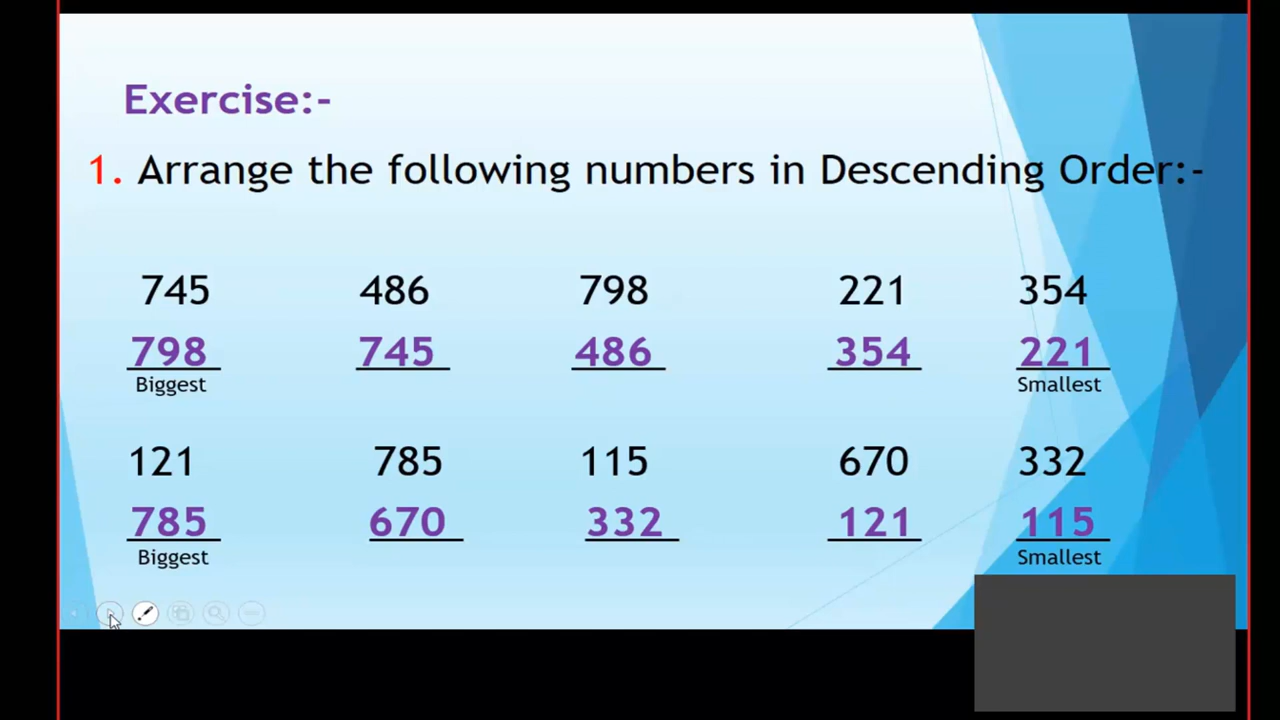 Exercise:-
1. Arrange the following numbers in Descending Order:-
745 486 798 221 354
798 745 486 354 221
Biggest Smallest
121 785 115 670 332
785 670 332 121 115
Biggest Smallest